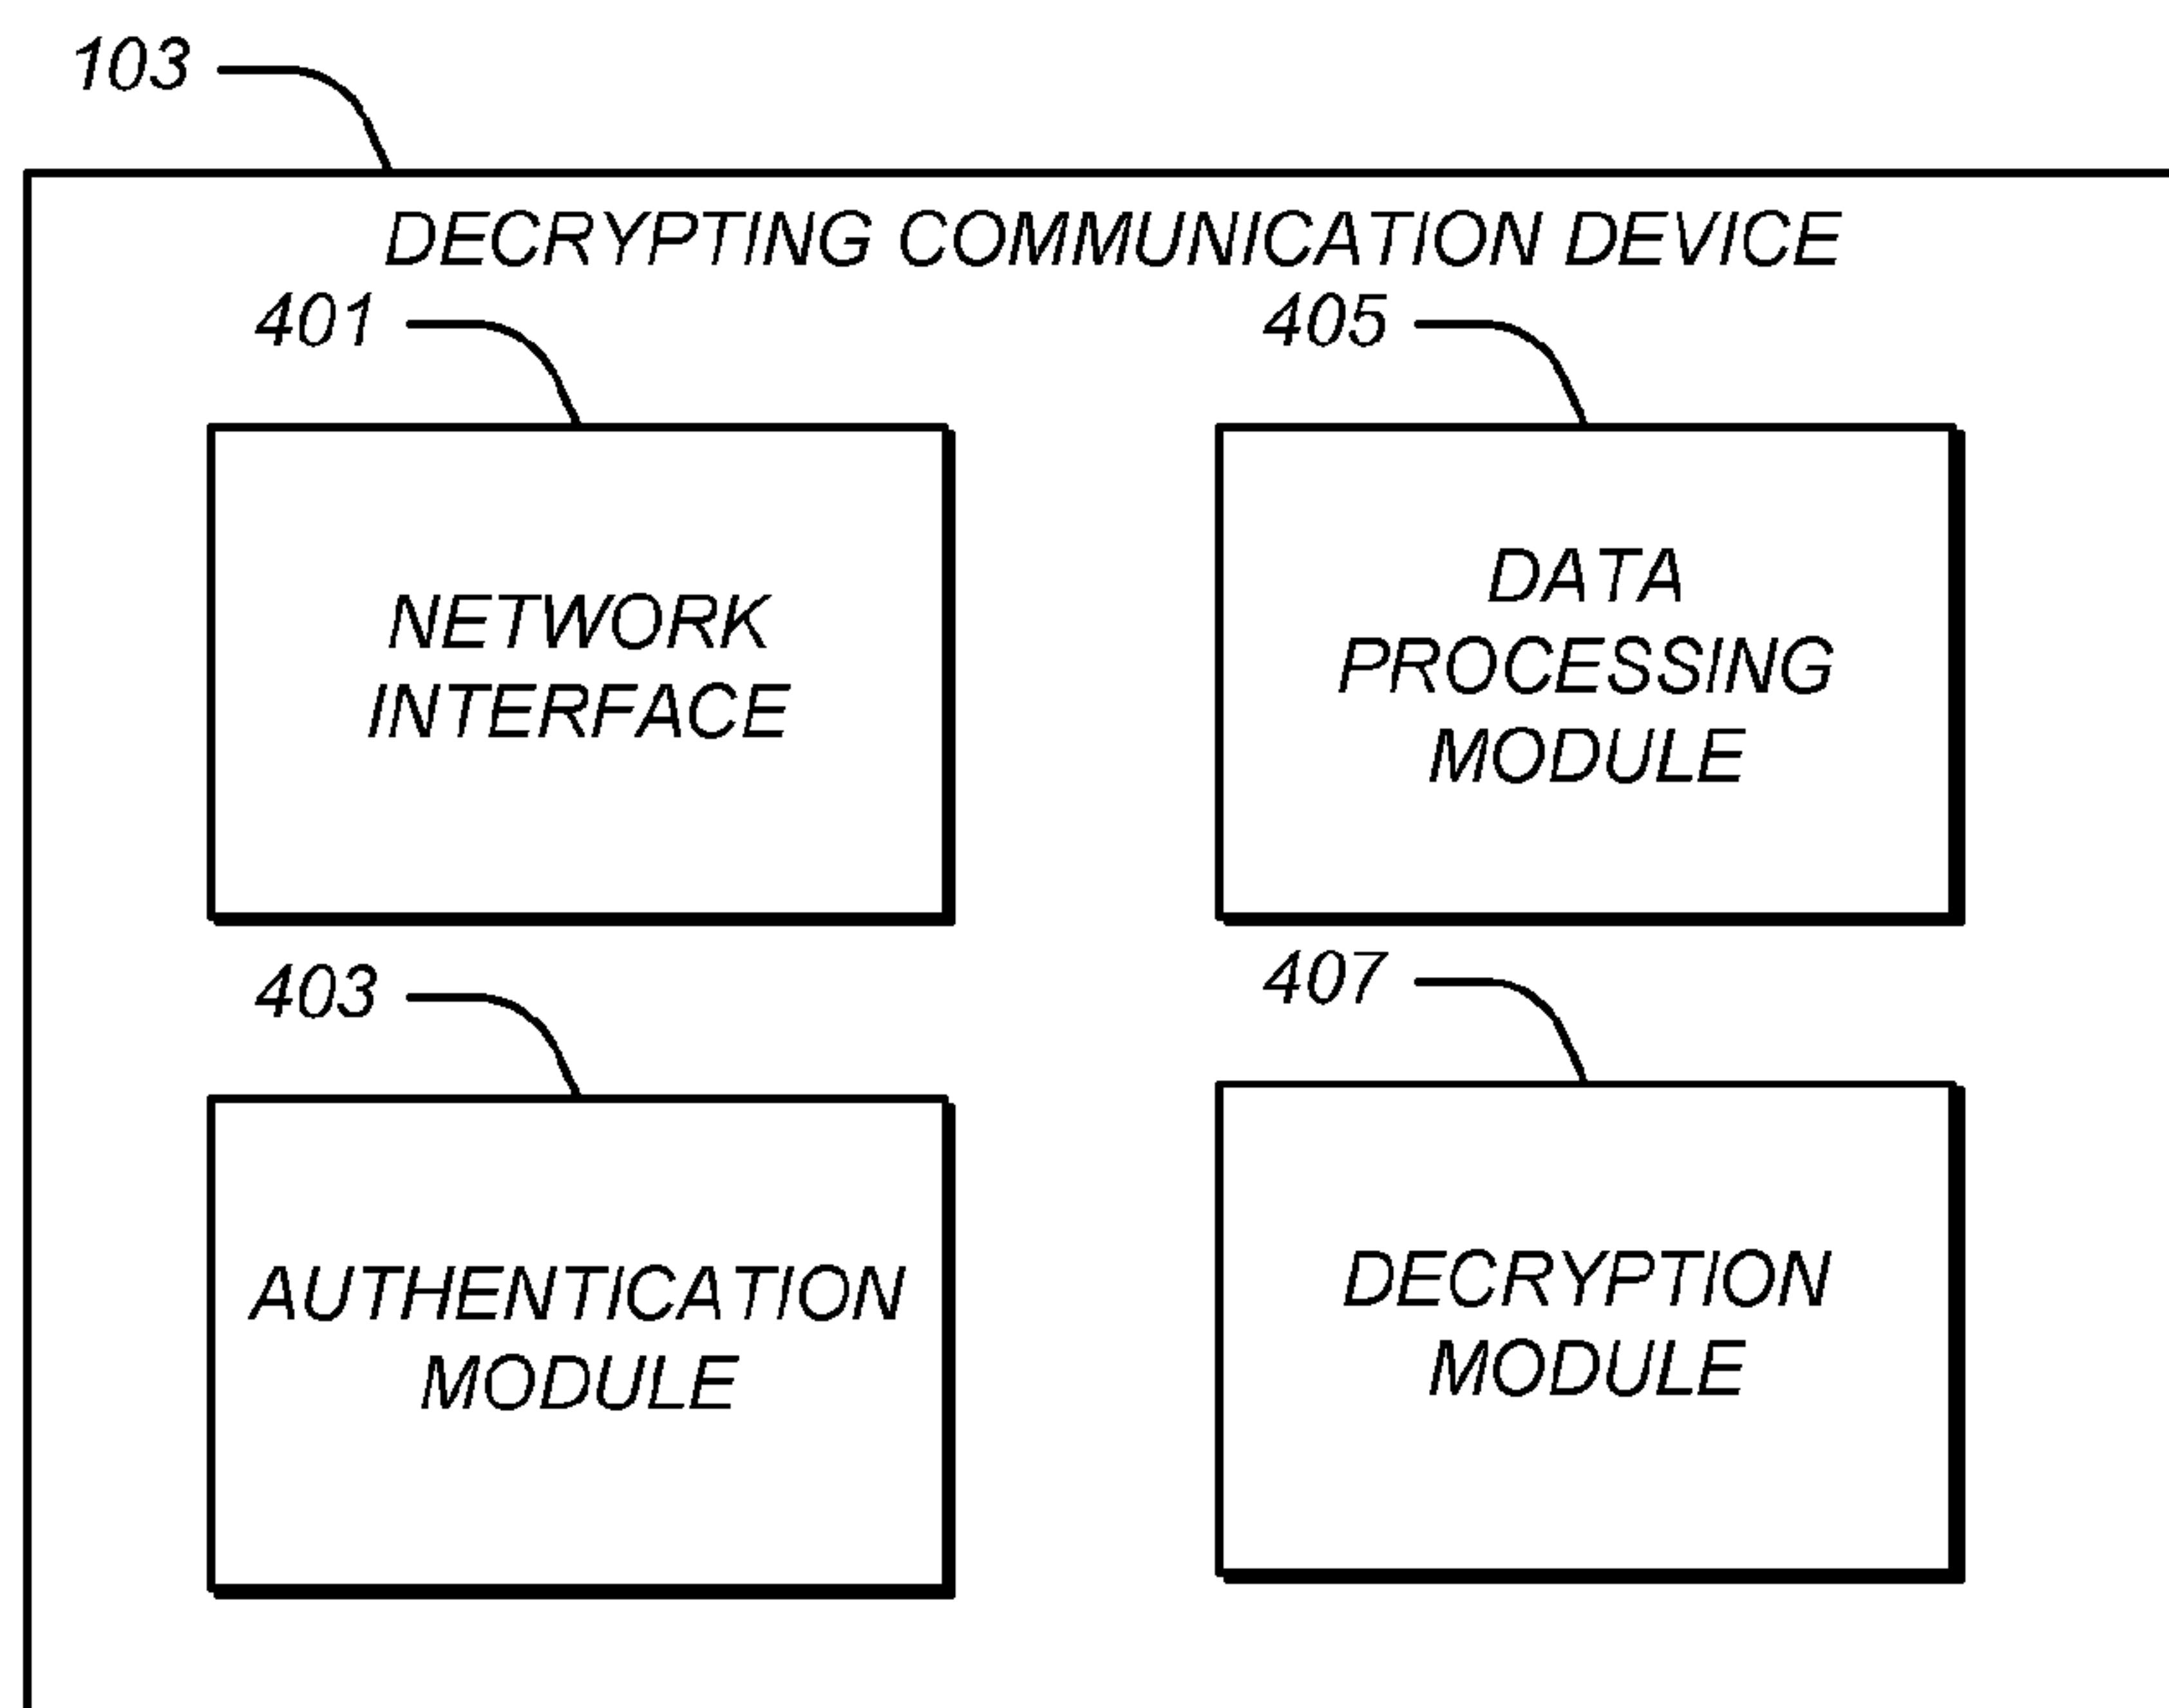 103
DECRYPTING COMMUNICATION DEVICE
401
405
NETWORK
INTERFACE
DATA
PROCESSING
MODULE
403
407
AUTHENTICATION
MODULE
DECRYPTION
MODULE